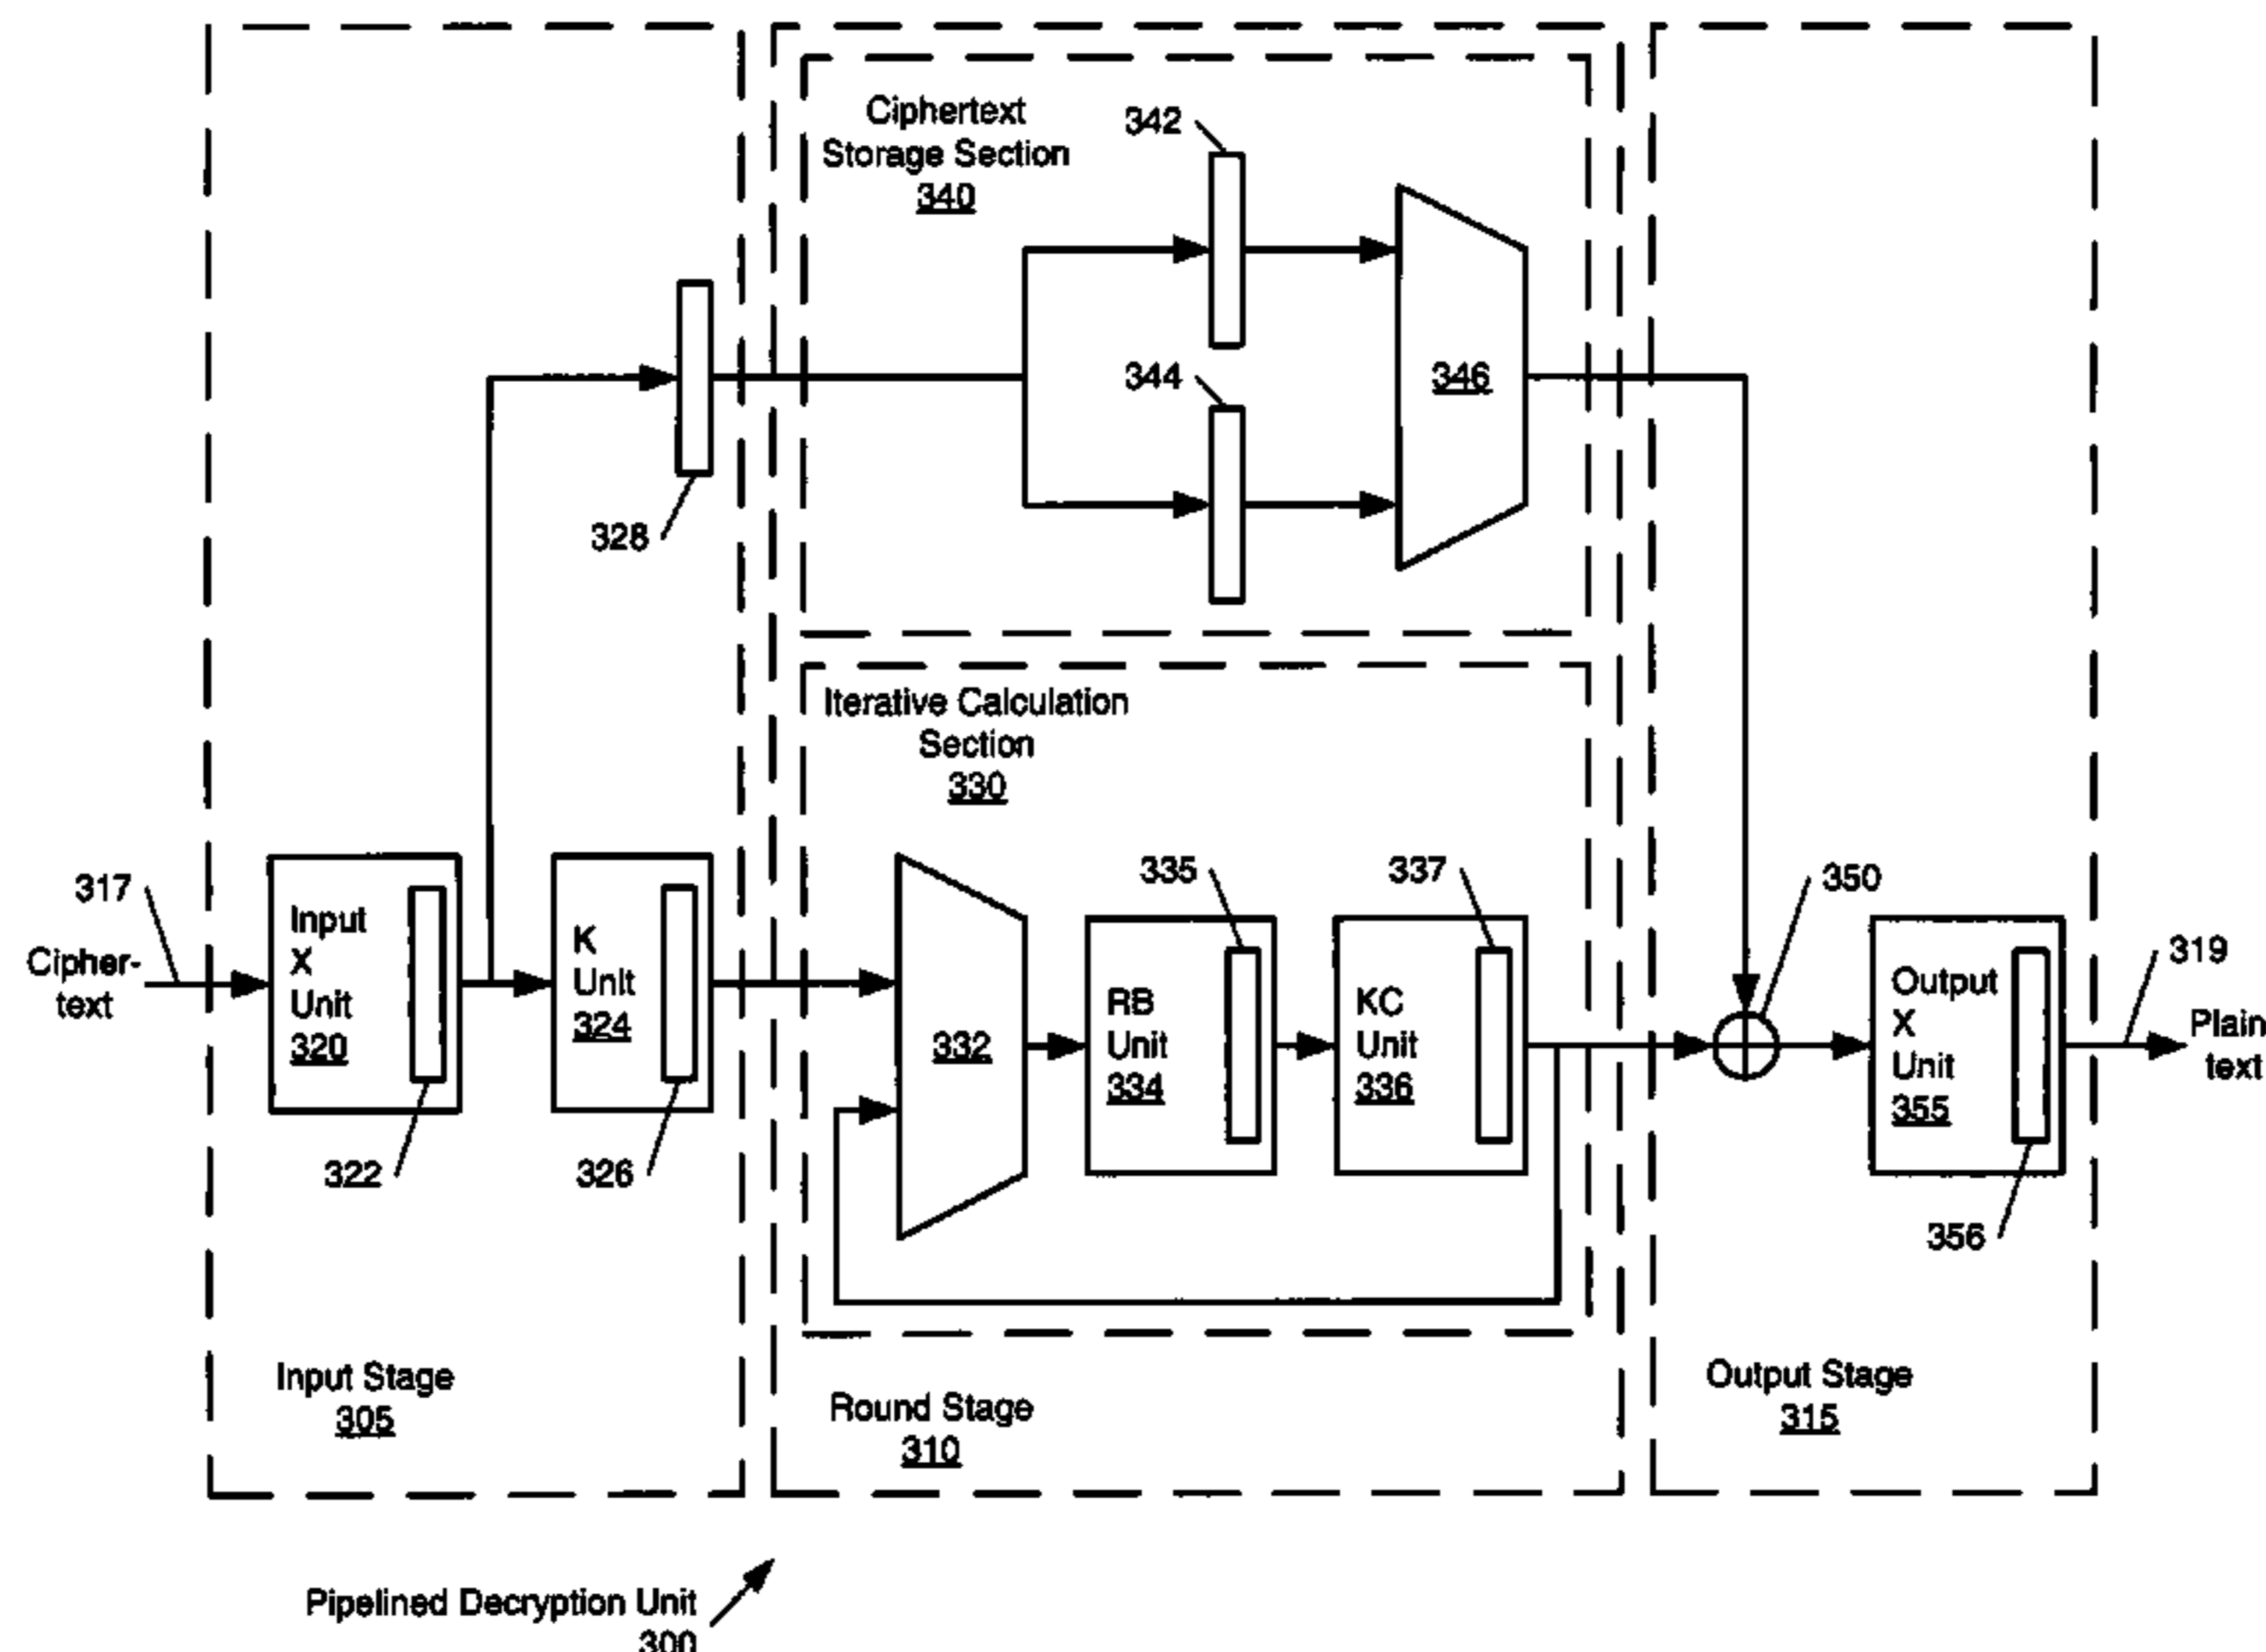 Ciphertext
Storage Section
340
342
344
346
328
Iterative Calculation
Section
330
317
Cipher-
text
Input
X
Unit
320
322
K
Unit
324
326
332
335
RB
Unit
334
337
KC
Unit
336
350
Output
X
Unit
355
356
319
Plain
text
Input Stage
305
Round Stage
310
Output Stage
315
Pipelined Decryption Unit
300